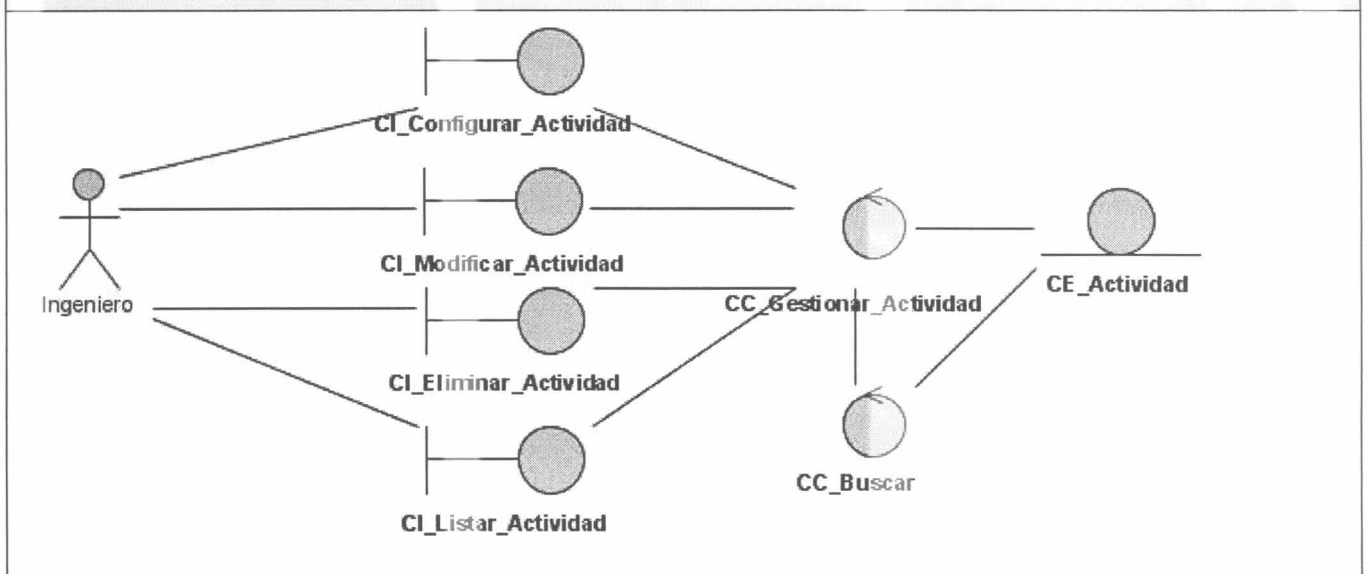 CI_Configurar_Actividad
CI_Modificar_Actividad
Ingeniero
CC_Gestionar_Actividad
CE_Actividad
CI_Eliminar_Actividad
CC_Buscar
CI_Listar_Actividad